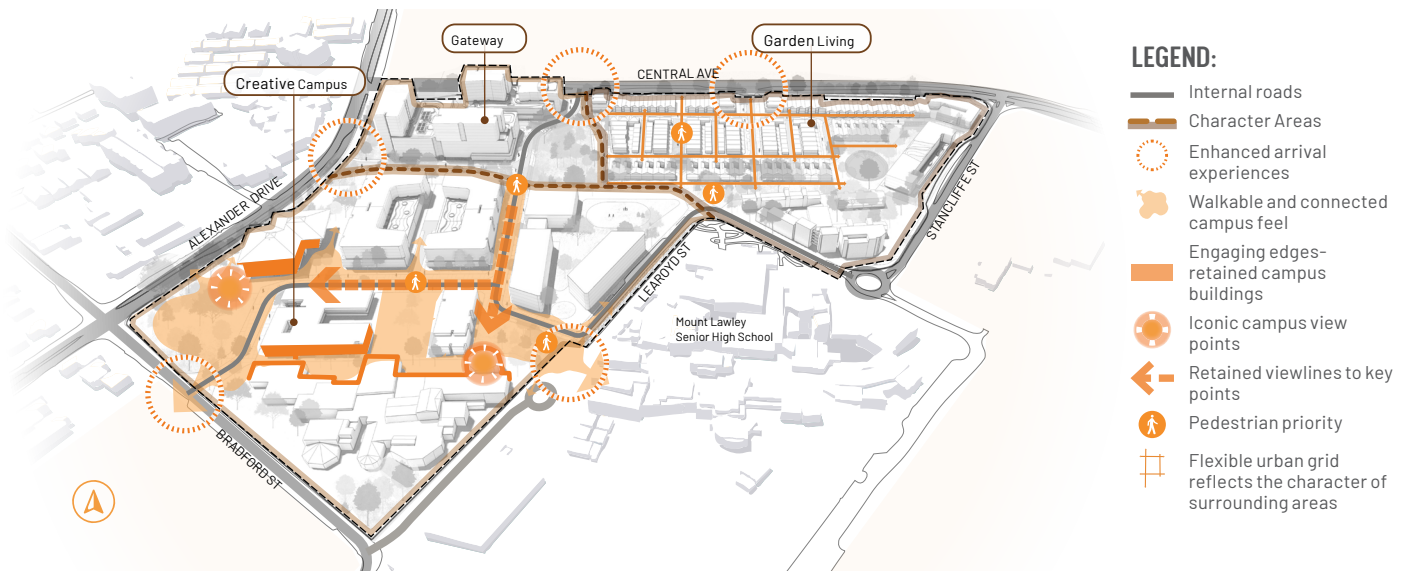 Gateway
Garden Living
Creative Campus
CENTRAL AVE
ALEXANDER DRIVE
STANCLIFFE ST
LEAROYD ST
Mount Lawley
Senior High School
BRADFORD ST
LEGEND:
Internal roads
Character Areas
Enhanced arrival
experiences
Walkable and connected
campus feel
Engaging edges-
retained campus
buildings
Iconic campus view
points
Retained viewlines to key
points
Pedestrian priority
Flexible urban grid
reflects the character of
surrounding areas